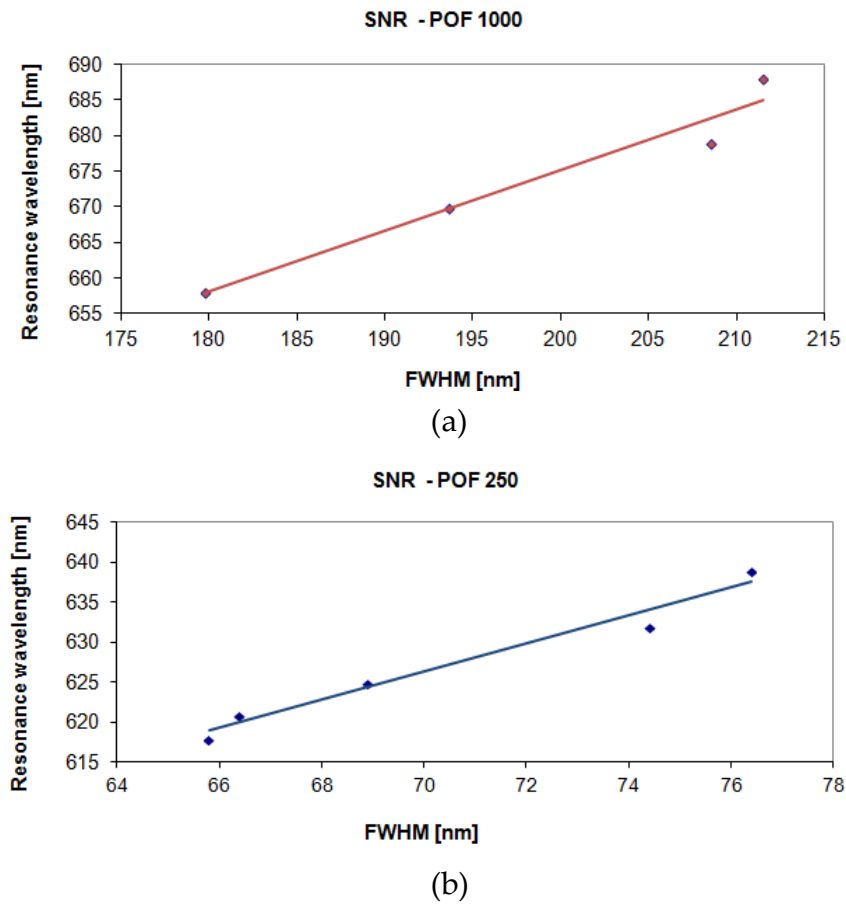 SNR - POF 1000
Resonance wavelength [nm]
690
685
680
675
670
665
660
655
175 180 185 190 195 200 205 210 215
FWHM [nm]
(a)
SNR - POF 250
Resonance wavelength [nm]
645
640
635
630
625
620
615
64 66 68 70 72 74 76 78
FWHM [nm]
(b)